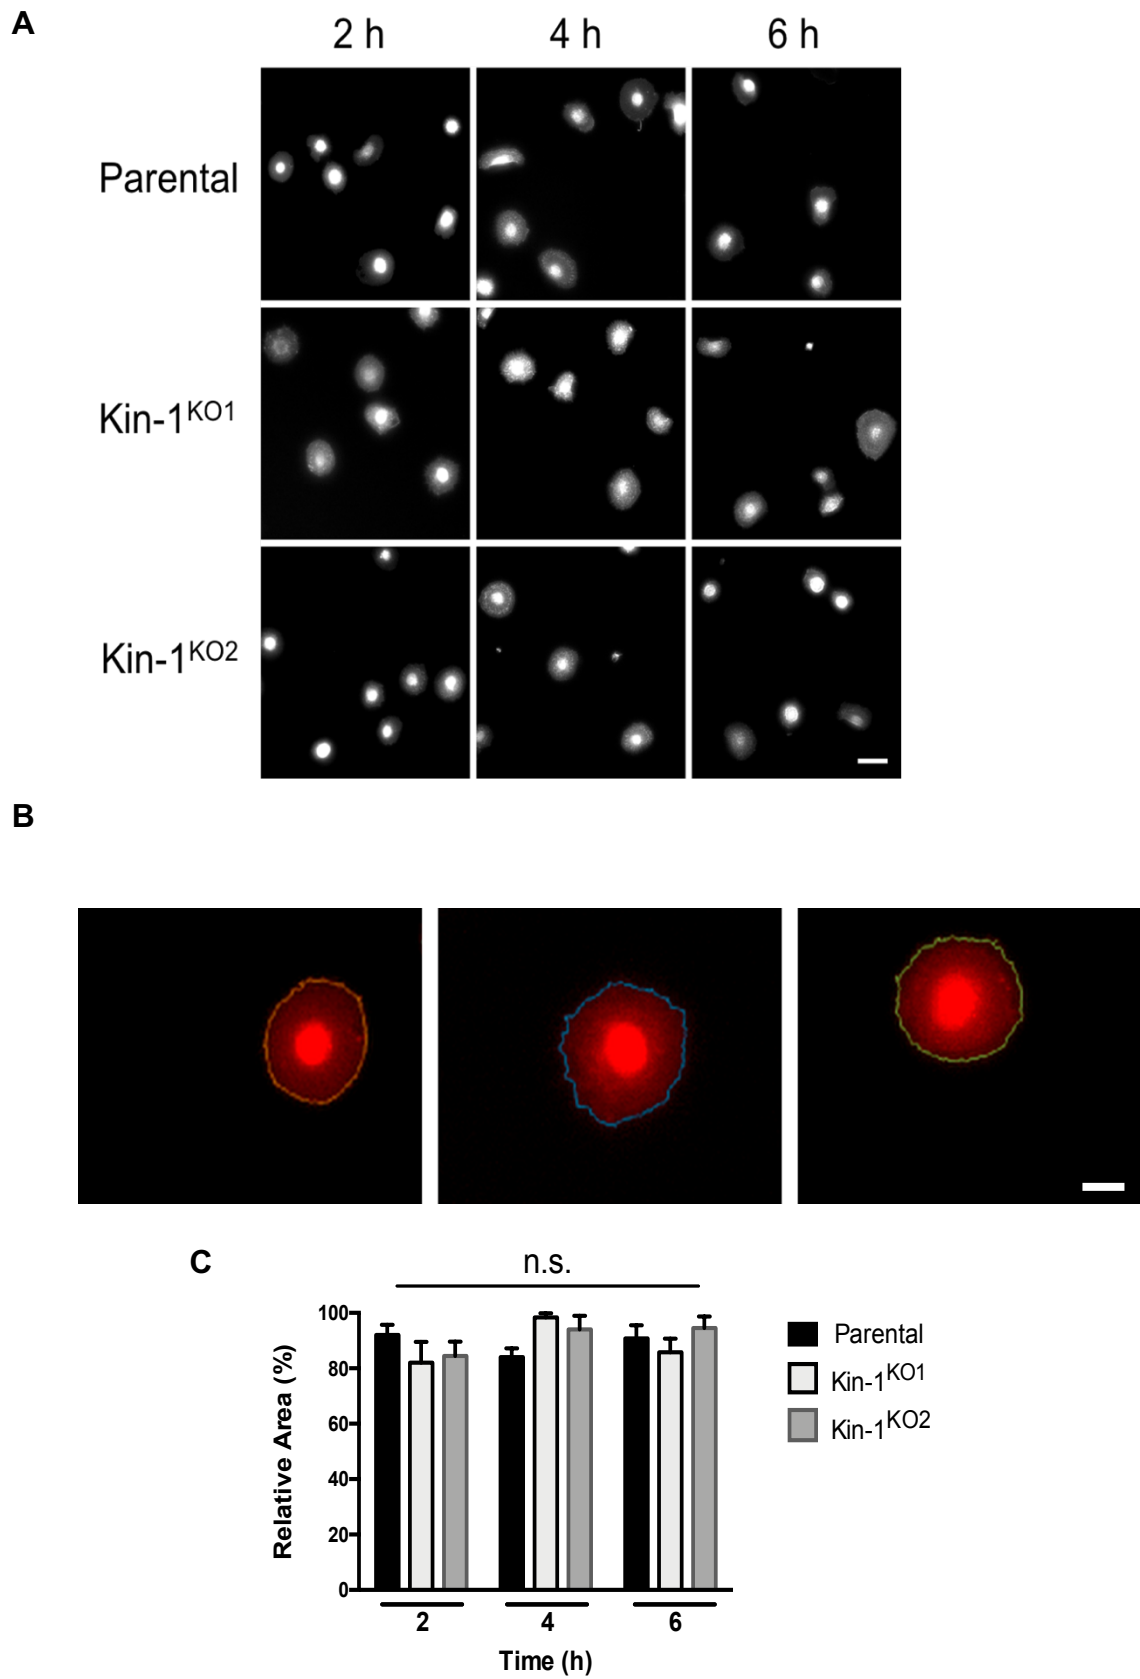 A
2 h 4 h 6 h
Parental
Kin-1KO1
Kin-1KO2
B
C
n.s.
Relative Area (%)
100
80
60
40
20
0
2 4 6
Time (h)
Parental
Kin-1KO1
Kin-1KO2